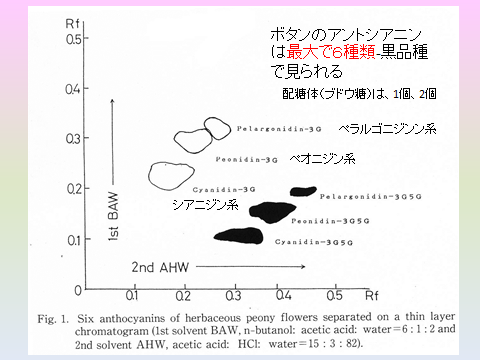 Rf
ボタンのアントシアニン
は最大で6種類-黒品種
で見られる
配糖体(ブドウ糖)は、1個、2個
0.5
0.4
0.3
0.2
0.1
0
1st BAW
Pelargonidin-3G ペラルゴニジンン系
Peonidin-3G ペオニジン系
Cyanidin-3G
シアニジン系
Pelargonidin-3G5G
Peonidin-3G5G
Cyanidin-3G5G
2nd AHW
0.1 0.2 0.3 0.4 0.5 Rf
Fig. 1. Six anthocyanins of herbaceous peony flowers separated on a thin layer
chromatogram (1st solvent BAW, n-butanol: acetic acid: water=6:1:2 and
2nd solvent AHW, acetic acid: HCl: water=15:3:82).